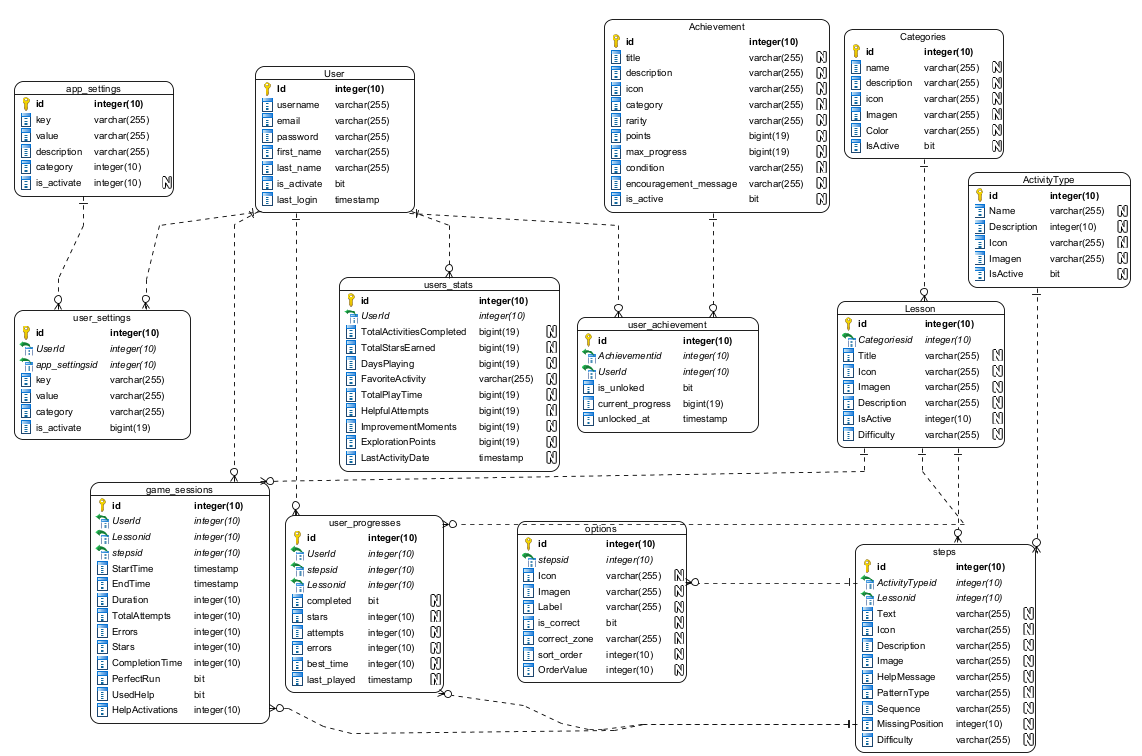 app_settings
id integer(10)
key varchar(255)
value varchar(255)
description varchar(255)
category integer(10)
is_activate integer(10) N
User
Id integer(10)
username varchar(255)
email varchar(255)
password varchar(255)
first_name varchar(255)
last_name varchar(255)
is_activate bit
last_login timestamp
Achievement
id integer(10)
title varchar(255) N
description varchar(255) N
icon varchar(255) N
category varchar(255) N
rarity varchar(255) N
points bigint(19) N
max_progress bigint(19) N
condition varchar(255) N
encouragement_message varchar(255) N
is_active bit N
Categories
id integer(10)
name varchar(255) N
description varchar(255) N
icon varchar(255) N
Imagen varchar(255) N
Color varchar(255) N
IsActive bit N
ActivityType
id integer(10)
Name varchar(255) N
Description integer(10) N
Icon varchar(255) N
Imagen varchar(255) N
IsActive bit N
user_settings
id integer(10)
UserId integer(10)
app_settingsid integer(10)
key varchar(255)
value varchar(255)
category varchar(255)
is_activate bigint(19)
users_stats
id integer(10)
UserId integer(10)
TotalActivitiesCompleted bigint(19) N
TotalStarsEarned bigint(19) N
DaysPlaying bigint(19) N
FavoriteActivity varchar(255) N
TotalPlayTime bigint(19) N
HelpfulAttempts bigint(19) N
ImprovementMoments bigint(19) N
ExplorationPoints bigint(19) N
LastActivityDate timestamp N
user_achievement
id integer(10)
Achievementid integer(10)
UserId integer(10)
is_unloked bit
current_progress bigint(19)
unlocked_at timestamp
Lesson
id integer(10)
Categoriesid integer(10)
Title varchar(255) N
Icon varchar(255) N
Imagen varchar(255) N
Description varchar(255) N
IsActive integer(10) N
Difficulty varchar(255) N
game_sessions
id integer(10)
UserId integer(10)
Lessonid integer(10)
stepsid integer(10)
StartTime timestamp
EndTime timestamp
Duration integer(10)
TotalAttempts integer(10)
Errors integer(10)
Stars integer(10)
CompletionTime integer(10)
PerfectRun bit
UsedHelp bit
HelpActivations integer(10)
user_progresses
id integer(10)
UserId integer(10)
stepsid integer(10)
Lessonid integer(10)
completed bit N
stars integer(10) N
attempts integer(10) N
errors integer(10) N
best_time integer(10) N
last_played timestamp N
options
id integer(10)
stepsid integer(10)
Icon varchar(255) N
Imagen varchar(255) N
Label varchar(255) N
is_correct bit N
correct_zone varchar(255) N
sort_order integer(10) N
OrderValue integer(10) N
steps
id integer(10)
ActivityTypeid integer(10)
Lessonid integer(10)
Text varchar(255) N
Icon varchar(255) N
Description varchar(255) N
Image varchar(255) N
HelpMessage varchar(255) N
PatternType varchar(255) N
Sequence varchar(255) N
MissingPosition integer(10) N
Difficulty varchar(255) N